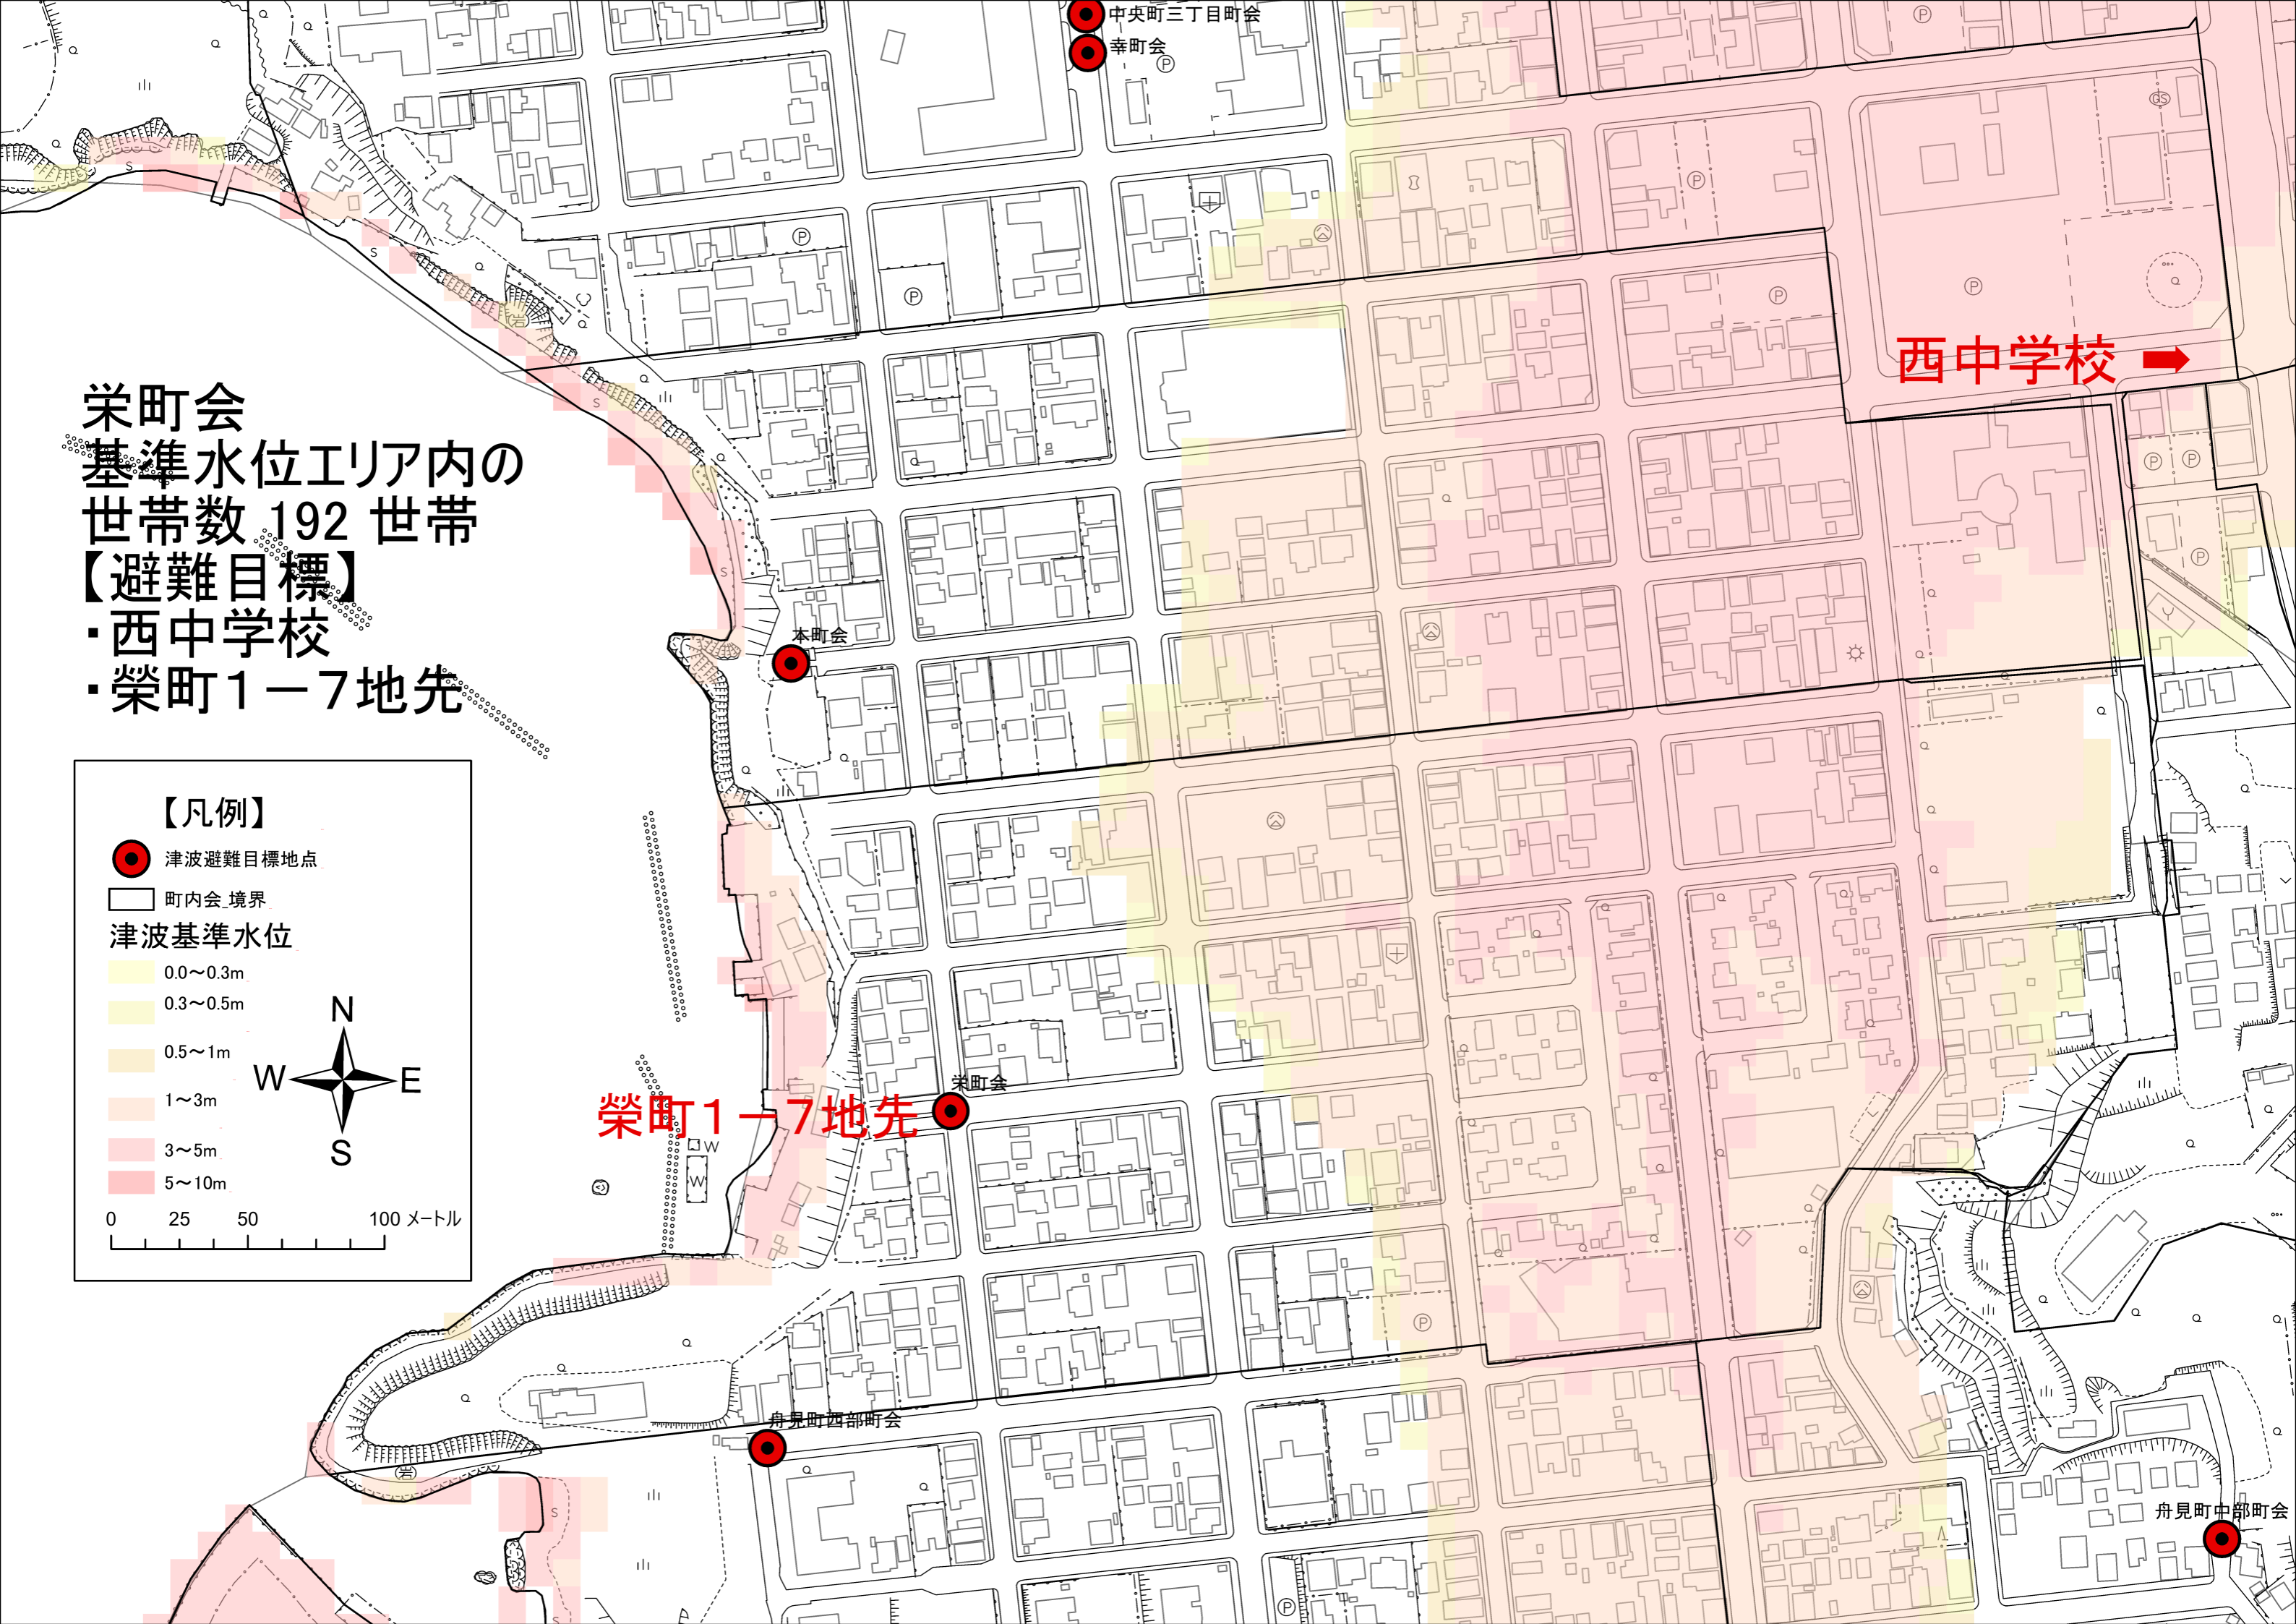 中央町三丁目町会
幸町会
西中学校
栄町会
基準水位エリア内の
世帯数 192 世帯
【避難目標】
・西中学校
・榮町1－7地先
本町会
【凡例】
津波避難目標地点
町内会_境界
津波基準水位
0.0～0.3m
0.3～0.5m
0.5～1m
1～3m
3～5m
5～10m
N
W E
S
0 25 50 100 メートル
栄町会
榮町1－7地先
舟見町西部町会
舟見町中部町会
岩
岩
W
W
GS
P
P
P
P
P
P
P
P
P
P
P
P
P
P
S
S
S
S
S
S